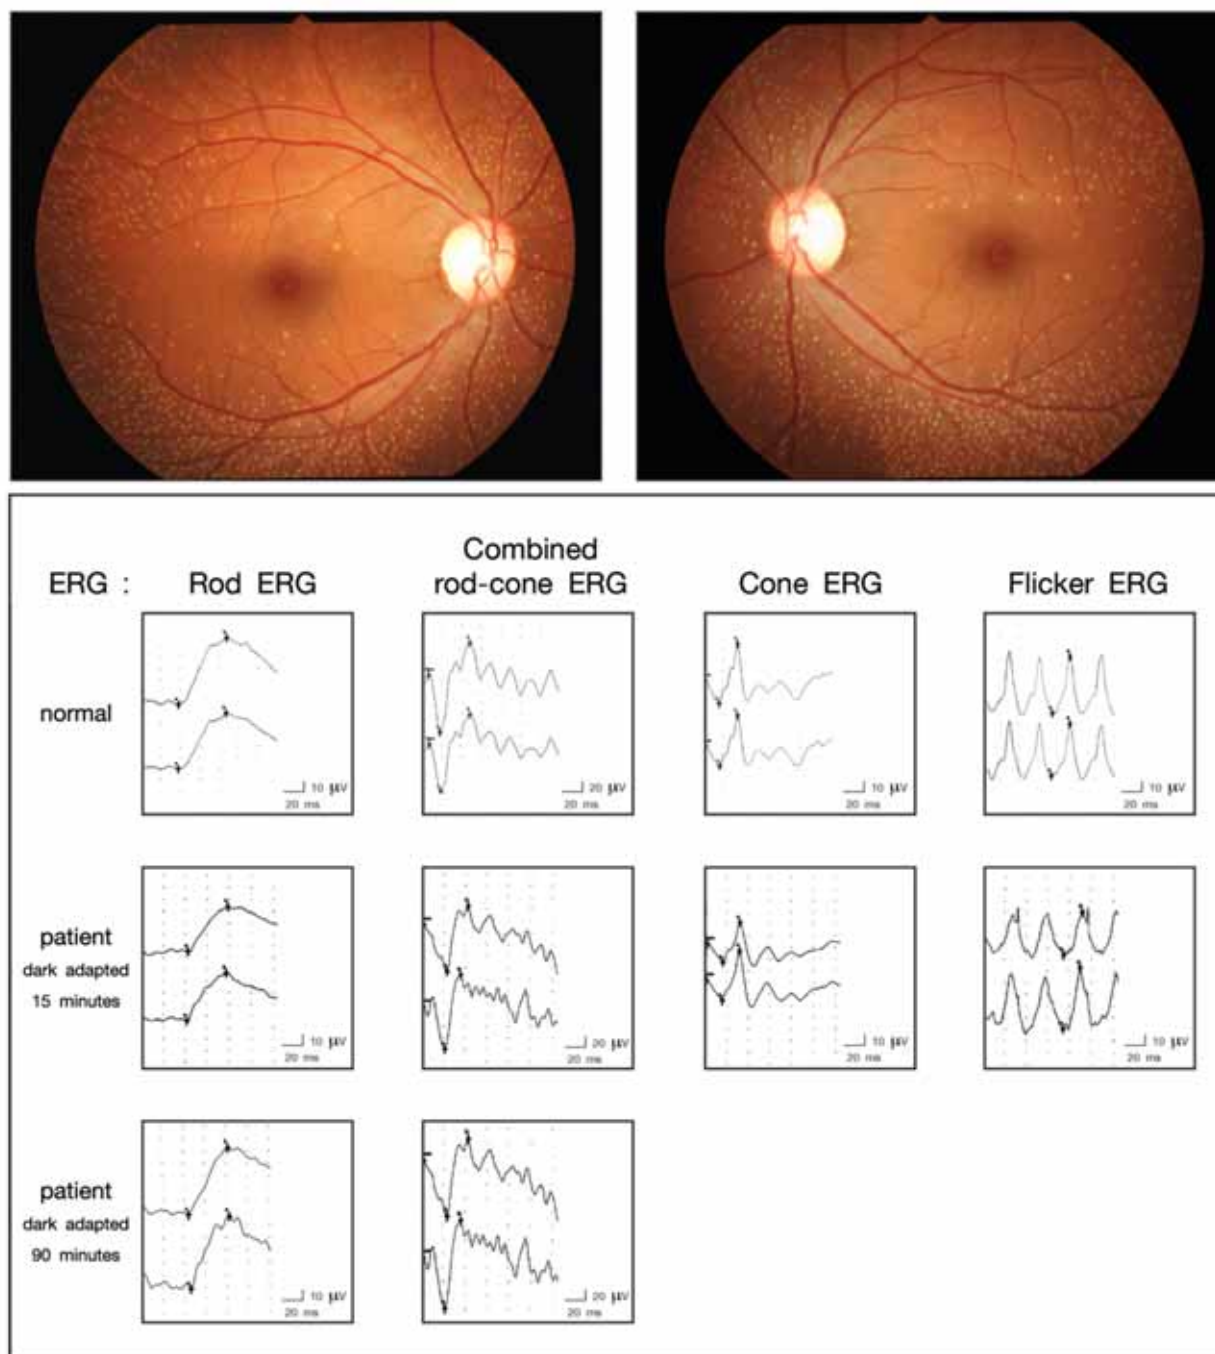 Combined
ERG : Rod ERG rod-cone ERG Cone ERG Flicker ERG
normal
10 µV 20 µV 10 µV 10 µV
20 ms 20 ms 20 ms 20 ms
patient
dark adapted
15 minutes
10 µV 20 µV 10 µV 10 µV
20 ms 20 ms 20 ms 20 ms
patient
dark adapted
90 minutes
10 µV 20 µV
20 ms 20 ms